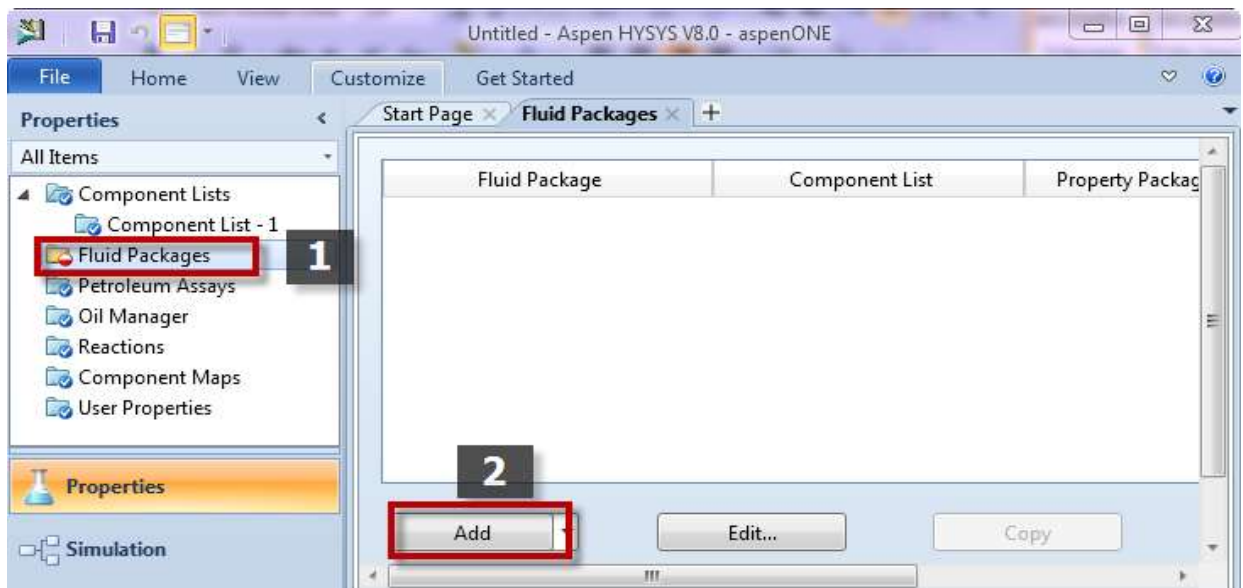 Untitled - Aspen HYSYS V8.0 - aspenONE
File Home View Customize Get Started
Properties
Start Page Fluid Packages
All Items
Component Lists
Component List - 1
Fluid Packages
1
Petroleum Assays
Oil Manager
Reactions
Component Maps
User Properties
Properties
Simulation
Fluid Package Component List Property Packag
2
Add Edit... Copy